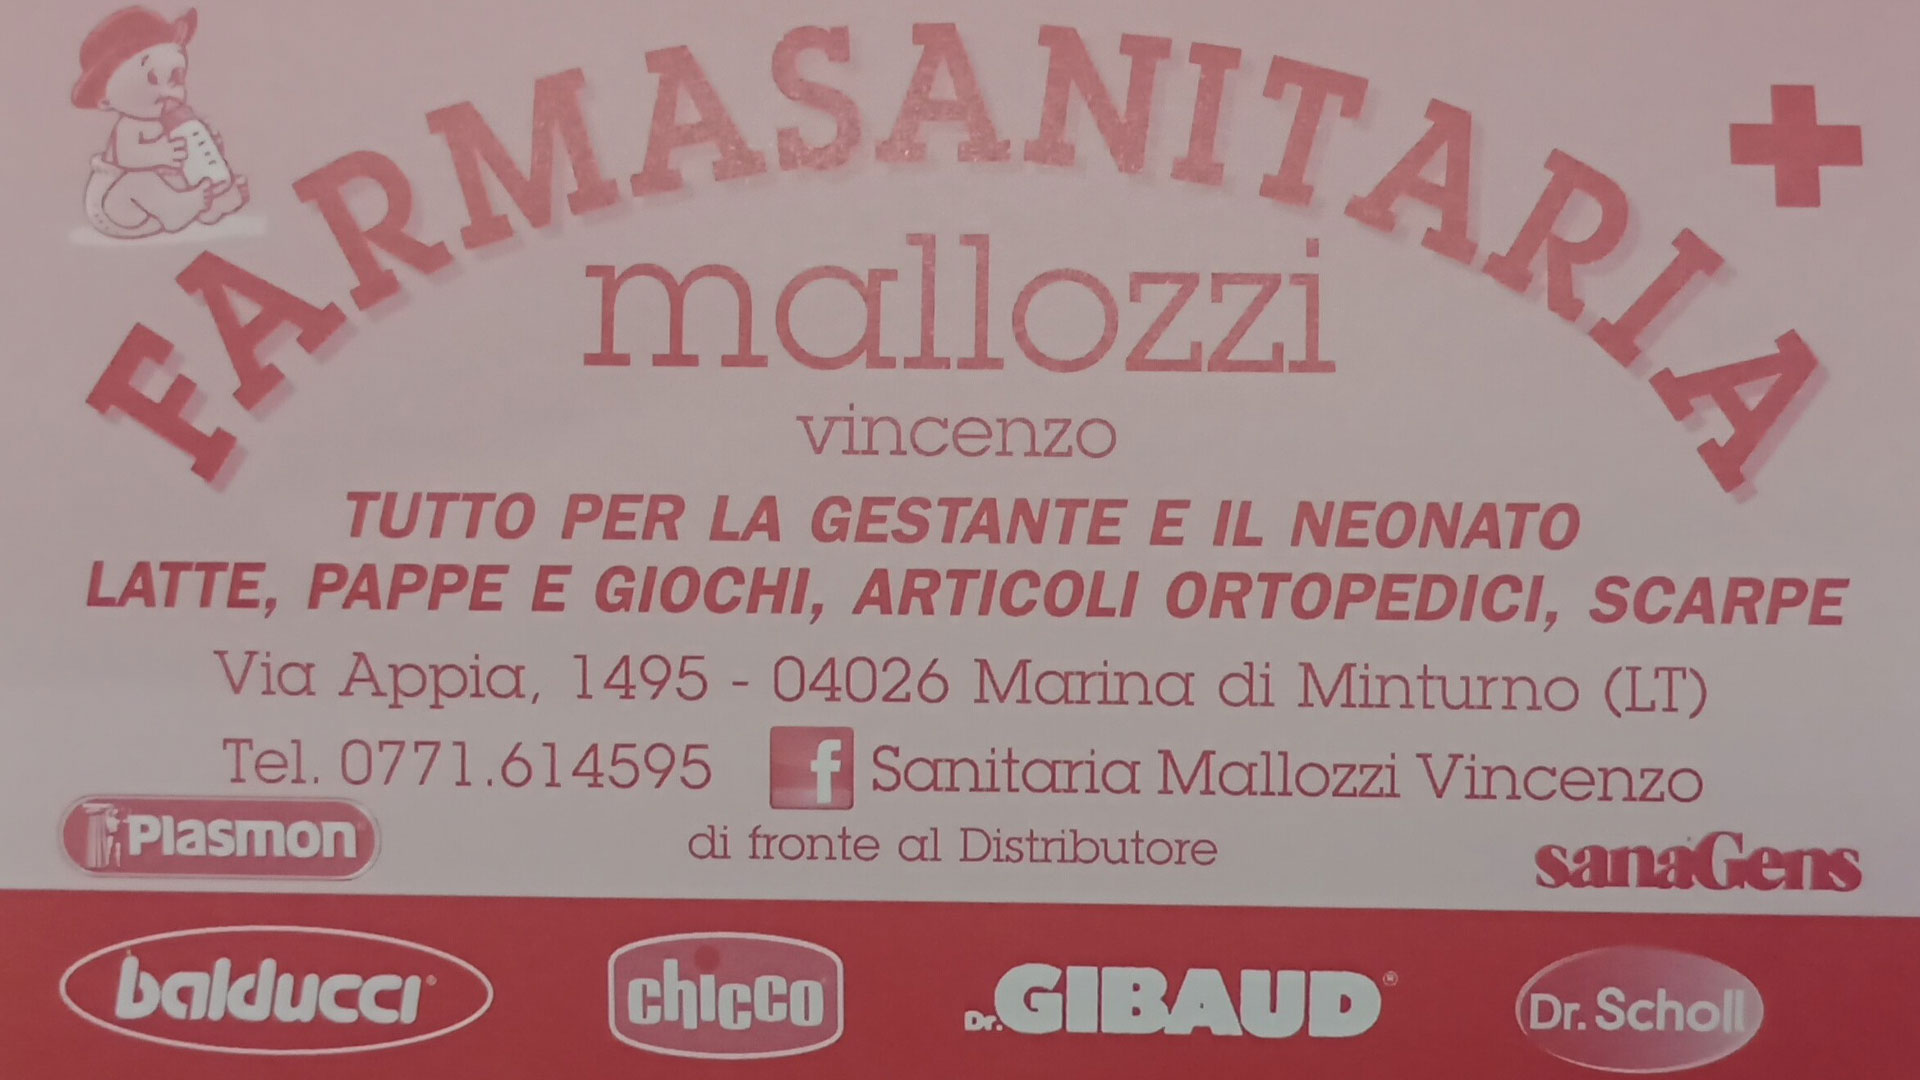 FARMASANITARIA
mallozzi
vincenzo
TUTTO PER LA GESTANTE E IL NEONATO
LATTE, PAPPE E GIOCHI, ARTICOLI ORTOPEDICI, SCARPE
Via Appia, 1495 - 04026 Marina di Minturno (LT)
Tel. 0771.614595 f Sanitaria Mallozzi Vincenzo
di fronte al Distributore
Plasmon
sanaGens
balducci®
chicco
Dr. GIBAUD®
Dr. Scholl